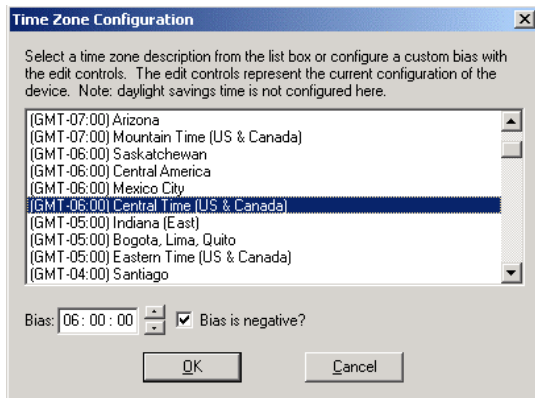 Time Zone Configuration
Select a time zone description from the list box or configure a custom bias with
the edit controls. The edit controls represent the current configuration of the
device. Note: daylight savings time is not configured here.
(GMT-07:00) Arizona
(GMT-07:00) Mountain Time (US & Canada)
(GMT-06:00) Saskatchewan
(GMT-06:00) Central America
(GMT-06:00) Mexico City
(GMT-06:00) Central Time (US & Canada)
(GMT-05:00) Indiana (East)
(GMT-05:00) Bogota, Lima, Quito
(GMT-05:00) Eastern Time (US & Canada)
(GMT-04:00) Santiago
Bias: 06: 00: 00 Bias is negative?
OK Cancel